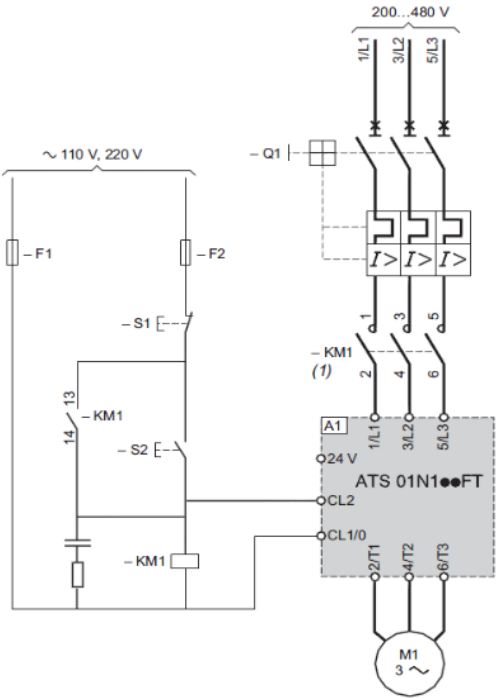 200...480 V
1/L1
3/L2
5/L3
– Q1
∼ 110 V, 220 V
– F1
– F2
I>
I>
I>
– S1
1
3
5
– KM1
(1)
2
4
6
13
– KM1
14
A1
1/L1
3/L2
5/L3
– S2
24 V
ATS 01N1●●FT
CL2
CL1/0
– KM1
2/T1
4/T2
6/T3
M1
3 ∼